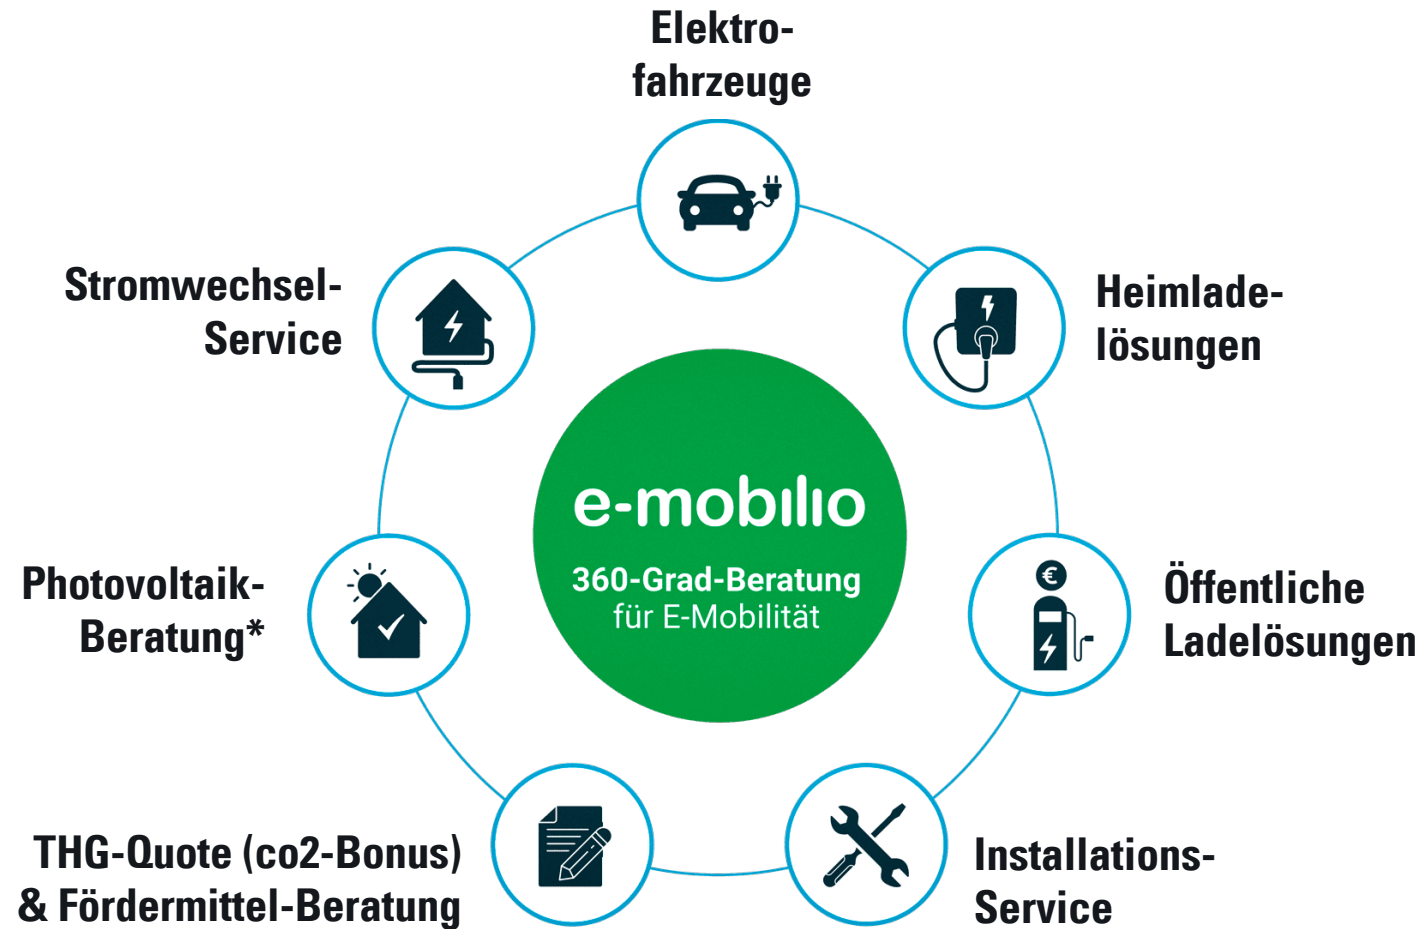 Elektro-
fahrzeuge
Heimlade-
lösungen
Öffentliche
Ladelösungen
Installations-
Service
THG-Quote (co2-Bonus)
& Fördermittel-Beratung
Photovoltaik-
Beratung*
Stromwechsel-
Service
e-mobilio
360-Grad-Beratung
für E-Mobilität
€